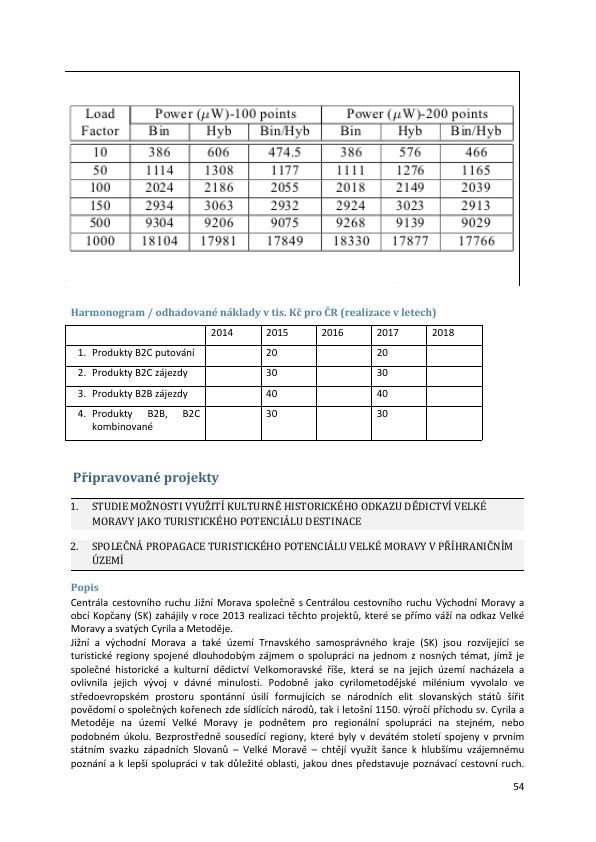 Load Power (μW)-100 points Power (μW)-200 points
Factor Bin Hyb Bin/Hyb Bin Hyb Bin/Hyb
10 386 606 474.5 386 576 466
50 1114 1308 1177 1111 1276 1165
100 2024 2186 2055 2018 2149 2039
150 2934 3063 2932 2924 3023 2913
500 9304 9206 9075 9268 9139 9029
1000 18104 17981 17849 18330 17877 17766
Harmonogram / odhadované náklady v tis. Kč pro ČR (realizace v letech)
2014 2015 2016 2017 2018
1. Produkty B2C putování 20 20
2. Produkty B2C zájezdy 30 30
3. Produkty B2B zájezdy 40 40
4. Produkty B2B, B2C 30 30
kombinované
Připravované projekty
1. STUDIE MOŽNOSTI VYUŽITÍ KULTURNĚ HISTORICKÉHO ODKAZU DĚDICTVÍ VELKÉ
MORAVY JAKO TURISTICKÉHO POTENCIÁLU DESTINACE
2. SPOLEČNÁ PROPAGACE TURISTICKÉHO POTENCIÁLU VELKÉ MORAVY V PŘÍHRANIČNÍM
ÚZEMÍ
Popis
Centrála cestovního ruchu Jižní Morava společně s Centrálou cestovního ruchu Východní Moravy a
obcí Kopčany (SK) zahájily v roce 2013 realizaci těchto projektů, které se přímo váží na odkaz Velké
Moravy a svatých Cyrila a Metoděje.
Jižní a východní Morava a také území Trnavského samosprávného kraje (SK) jsou rozvíjející se
turistické regiony spojené dlouhodobým zájmem o spolupráci na jednom z nosných témat, jímž je
společné historické a kulturní dědictví Velkomoravské říše, která se na jejich území nacházela a
ovlivnila jejich vývoj v dávné minulosti. Podobně jako cyrilometodějské milénium vyvolalo ve
středoevropském prostoru spontánní úsilí formujících se národních elit slovanských států šířit
povědomí o společných kořenech zde sídlících národů, tak i letošní 1150. výročí příchodu sv. Cyrila a
Metoděje na území Velké Moravy je podnětem pro regionální spolupráci na stejném, nebo
podobném úkolu. Bezprostředně sousedící regiony, které byly v devátém století spojeny v prvním
státním svazku západních Slovanů – Velké Moravě – chtějí využít šance k hlubšímu vzájemnému
poznání a k lepší spolupráci v tak důležité oblasti, jakou dnes představuje poznávací cestovní ruch.
54